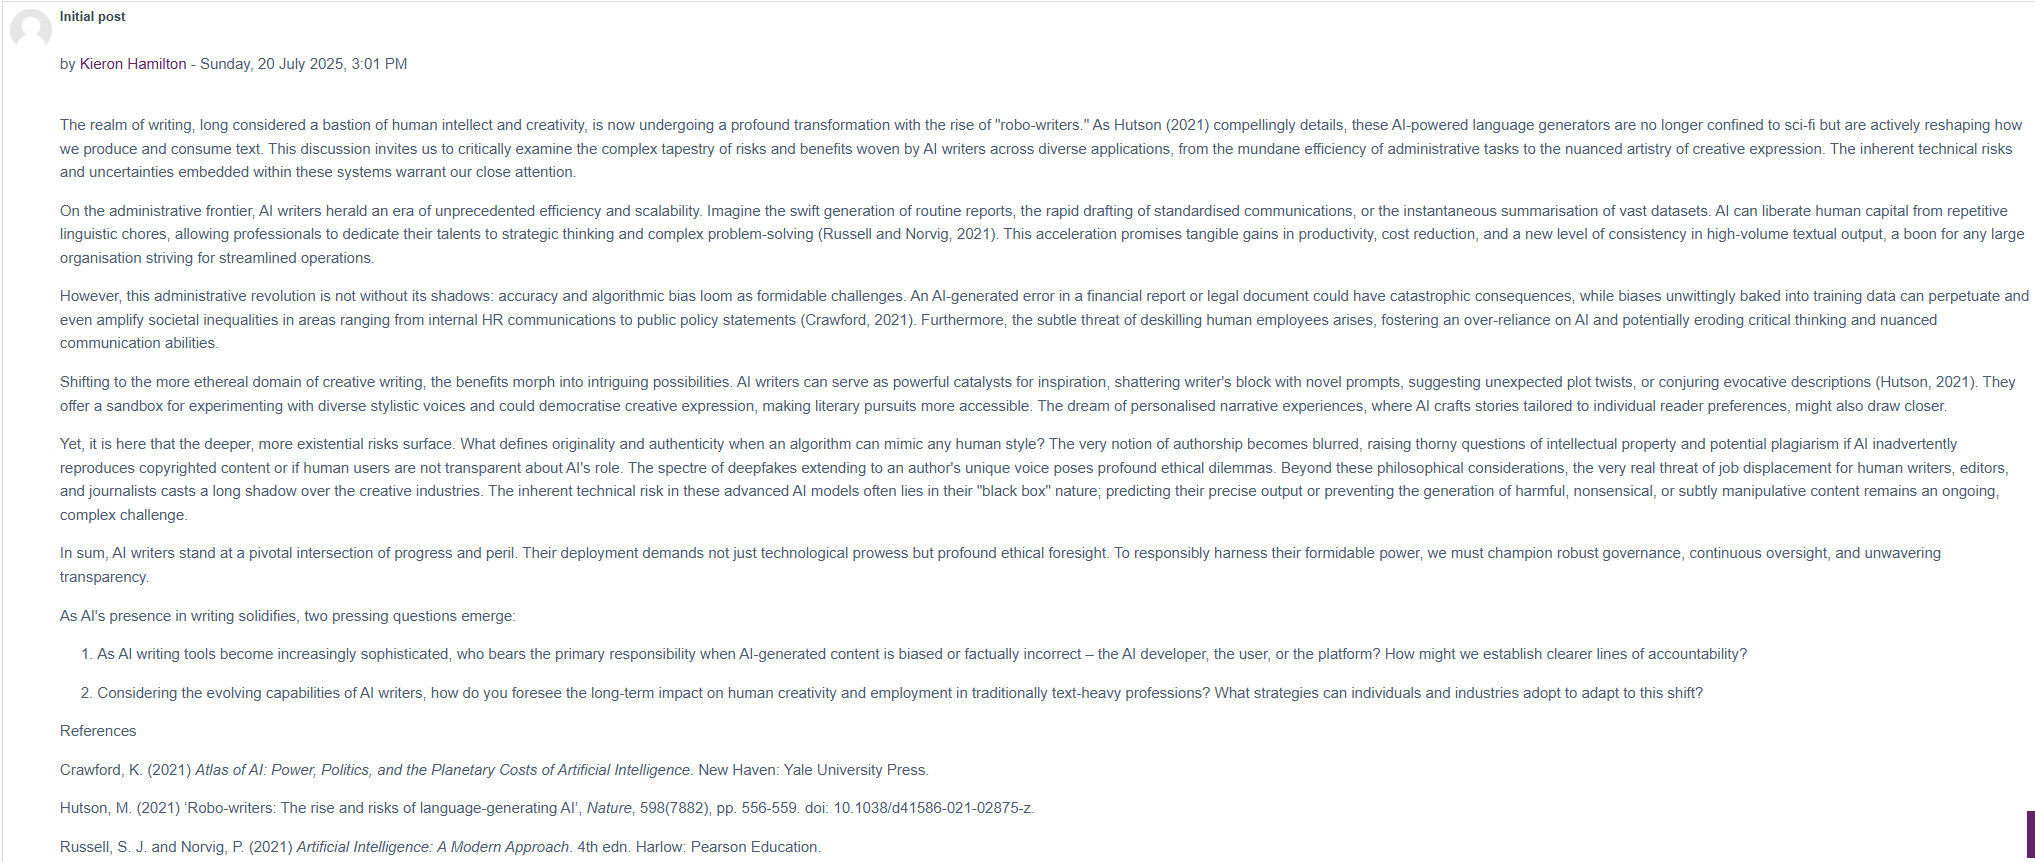 Initial post
by Kieron Hamilton - Sunday, 20 July 2025, 3:01 PM
The realm of writing, long considered a bastion of human intellect and creativity, is now undergoing a profound transformation with the rise of "robo-writers." As Hutson (2021) compellingly details, these AI-powered language generators are no longer confined to sci-fi but are actively reshaping how
we produce and consume text. This discussion invites us to critically examine the complex tapestry of risks and benefits woven by AI writers across diverse applications, from the mundane efficiency of administrative tasks to the nuanced artistry of creative expression. The inherent technical risks
and uncertainties embedded within these systems warrant our close attention.
On the administrative frontier, AI writers herald an era of unprecedented efficiency and scalability. Imagine the swift generation of routine reports, the rapid drafting of standardised communications, or the instantaneous summarisation of vast datasets. AI can liberate human capital from repetitive
linguistic chores, allowing professionals to dedicate their talents to strategic thinking and complex problem-solving (Russell and Norvig, 2021). This acceleration promises tangible gains in productivity, cost reduction, and a new level of consistency in high-volume textual output, a boon for any large
organisation striving for streamlined operations.
However, this administrative revolution is not without its shadows: accuracy and algorithmic bias loom as formidable challenges. An AI-generated error in a financial report or legal document could have catastrophic consequences, while biases unwittingly baked into training data can perpetuate and
even amplify societal inequalities in areas ranging from internal HR communications to public policy statements (Crawford, 2021). Furthermore, the subtle threat of deskilling human employees arises, fostering an over-reliance on AI and potentially eroding critical thinking and nuanced
communication abilities.
Shifting to the more ethereal domain of creative writing, the benefits morph into intriguing possibilities. AI writers can serve as powerful catalysts for inspiration, shattering writer's block with novel prompts, suggesting unexpected plot twists, or conjuring evocative descriptions (Hutson, 2021). They
offer a sandbox for experimenting with diverse stylistic voices and could democratise creative expression, making literary pursuits more accessible. The dream of personalised narrative experiences, where AI crafts stories tailored to individual reader preferences, might also draw closer.
Yet, it is here that the deeper, more existential risks surface. What defines originality and authenticity when an algorithm can mimic any human style? The very notion of authorship becomes blurred, raising thorny questions of intellectual property and potential plagiarism if AI inadvertently
reproduces copyrighted content or if human users are not transparent about AI's role. The spectre of deepfakes extending to an author's unique voice poses profound ethical dilemmas. Beyond these philosophical considerations, the very real threat of job displacement for human writers, editors,
and journalists casts a long shadow over the creative industries. The inherent technical risk in these advanced AI models often lies in their "black box" nature; predicting their precise output or preventing the generation of harmful, nonsensical, or subtly manipulative content remains an ongoing,
complex challenge.
In sum, AI writers stand at a pivotal intersection of progress and peril. Their deployment demands not just technological prowess but profound ethical foresight. To responsibly harness their formidable power, we must champion robust governance, continuous oversight, and unwavering
transparency.
As AI's presence in writing solidifies, two pressing questions emerge:
1. As AI writing tools become increasingly sophisticated, who bears the primary responsibility when AI-generated content is biased or factually incorrect – the AI developer, the user, or the platform? How might we establish clearer lines of accountability?
2. Considering the evolving capabilities of AI writers, how do you foresee the long-term impact on human creativity and employment in traditionally text-heavy professions? What strategies can individuals and industries adopt to adapt to this shift?
References
Crawford, K. (2021) Atlas of AI: Power, Politics, and the Planetary Costs of Artificial Intelligence. New Haven: Yale University Press.
Hutson, M. (2021) ‘Robo-writers: The rise and risks of language-generating AI’, Nature, 598(7882), pp. 556-559. doi: 10.1038/d41586-021-02875-z.
Russell, S. J. and Norvig, P. (2021) Artificial Intelligence: A Modern Approach. 4th edn. Harlow: Pearson Education.